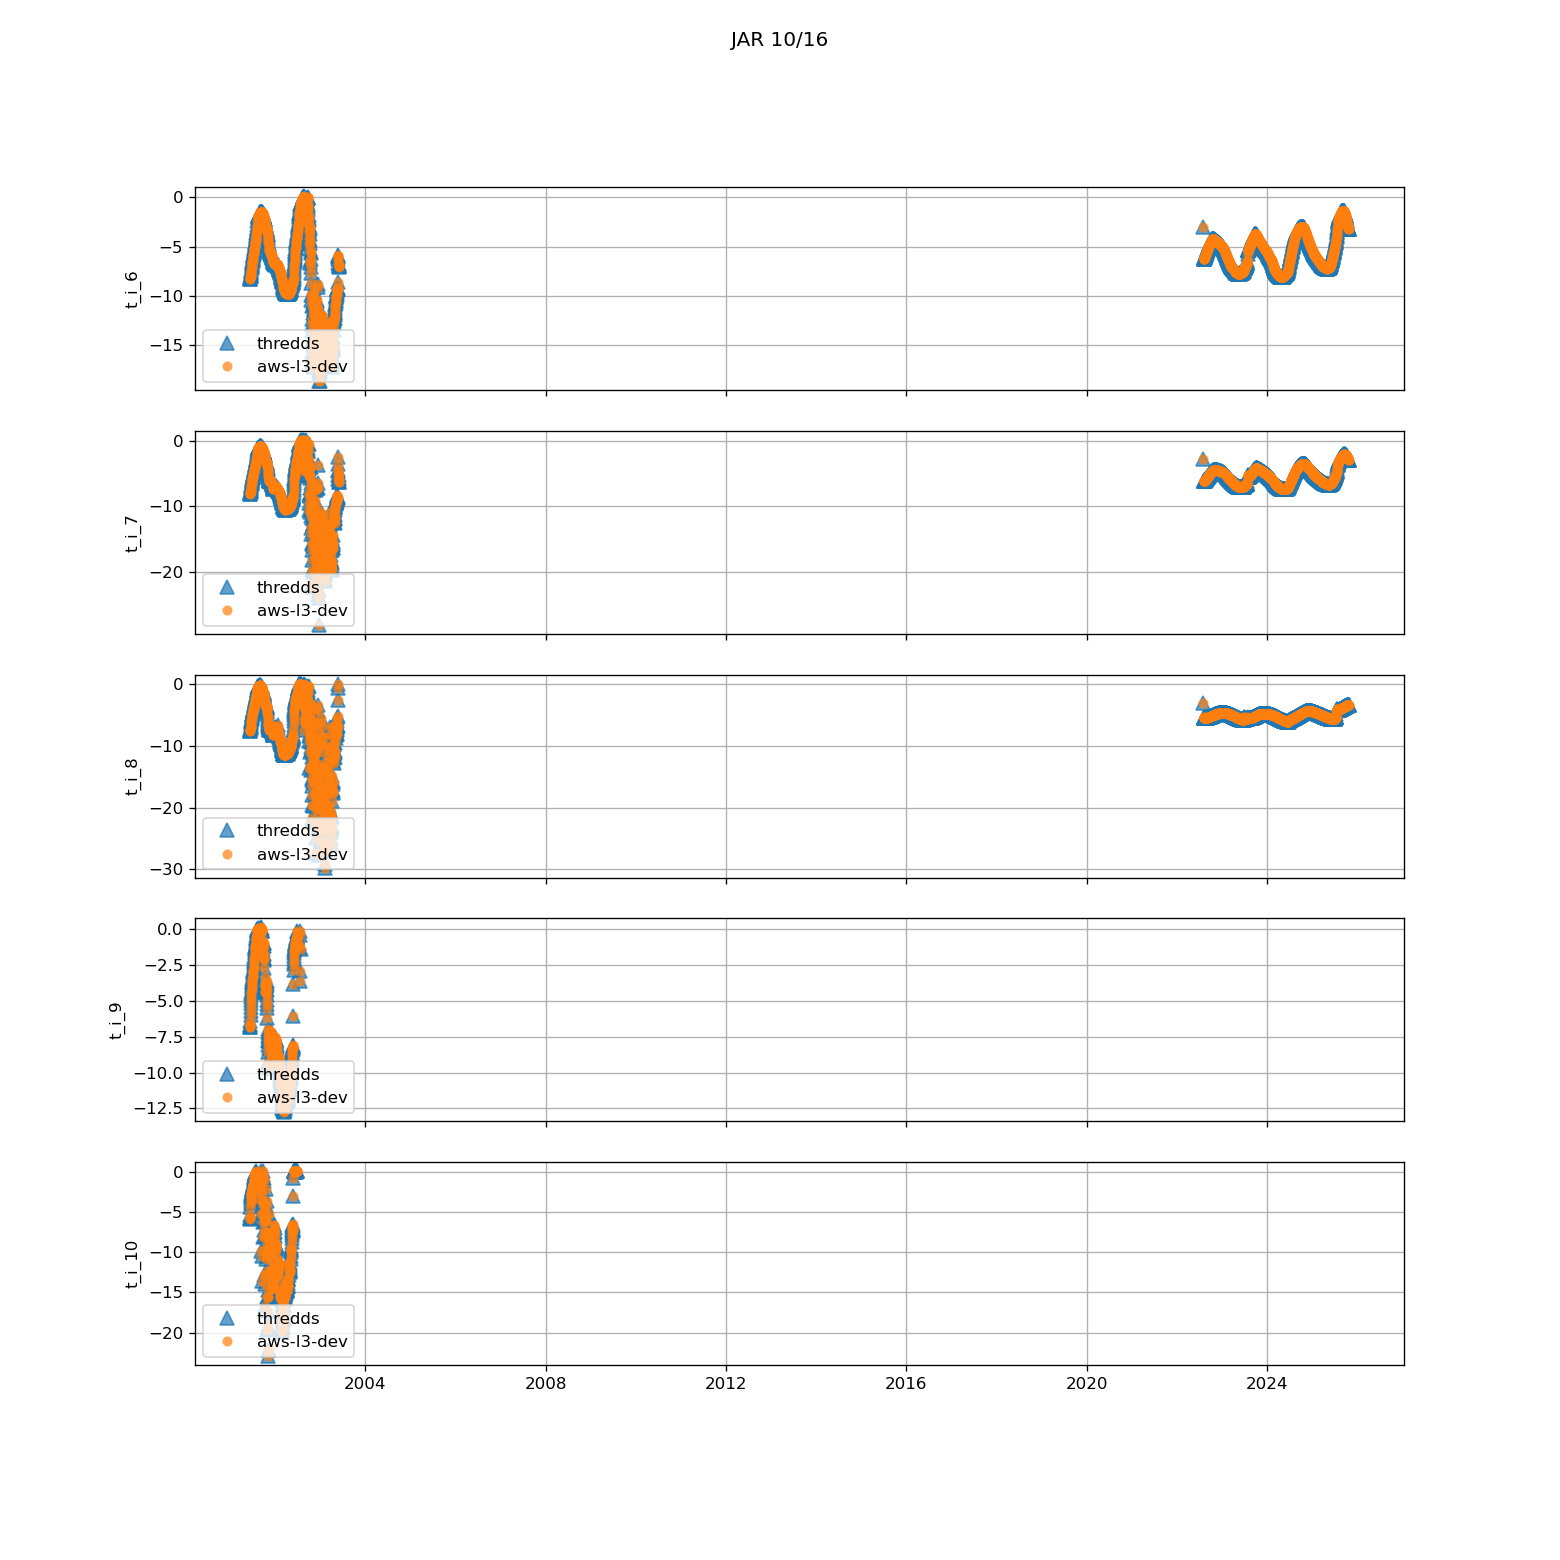 JAR 10/16
0
−5
−10
−15
t_i_6
thredds
aws-l3-dev
0
−10
−20
t_i_7
thredds
aws-l3-dev
0
−10
−20
−30
t_i_8
thredds
aws-l3-dev
0.0
−2.5
−5.0
−7.5
−10.0
−12.5
t_i_9
thredds
aws-l3-dev
0
−5
−10
−15
−20
t_i_10
thredds
aws-l3-dev
2004 2008 2012 2016 2020 2024